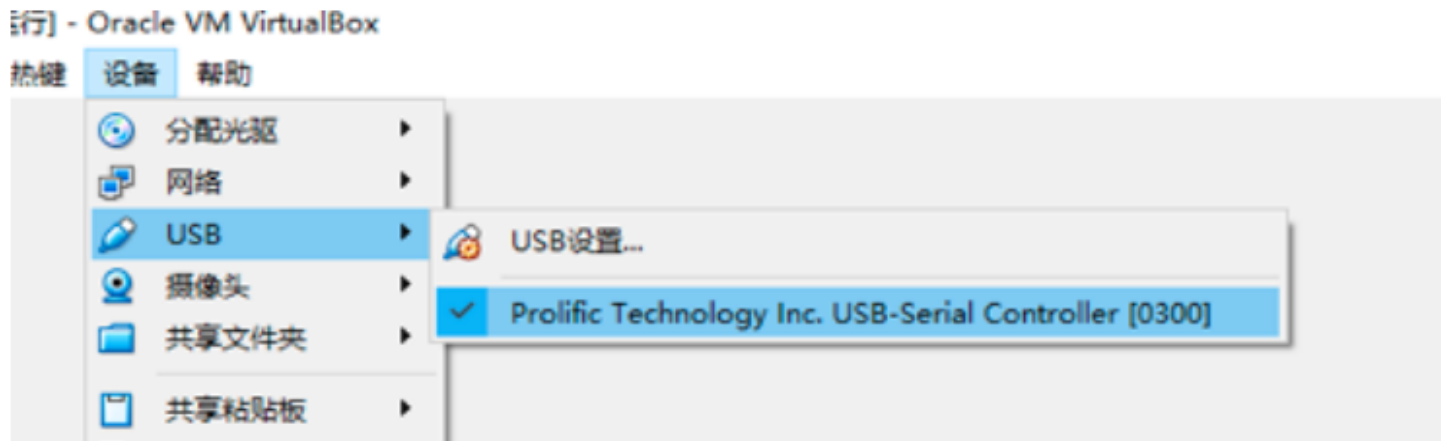 行] - Oracle VM VirtualBox
热键 设备 帮助
分配光驱
网络
USB
USB设置...
摄像头
Prolific Technology Inc. USB-Serial Controller [0300]
共享文件夹
共享粘贴板